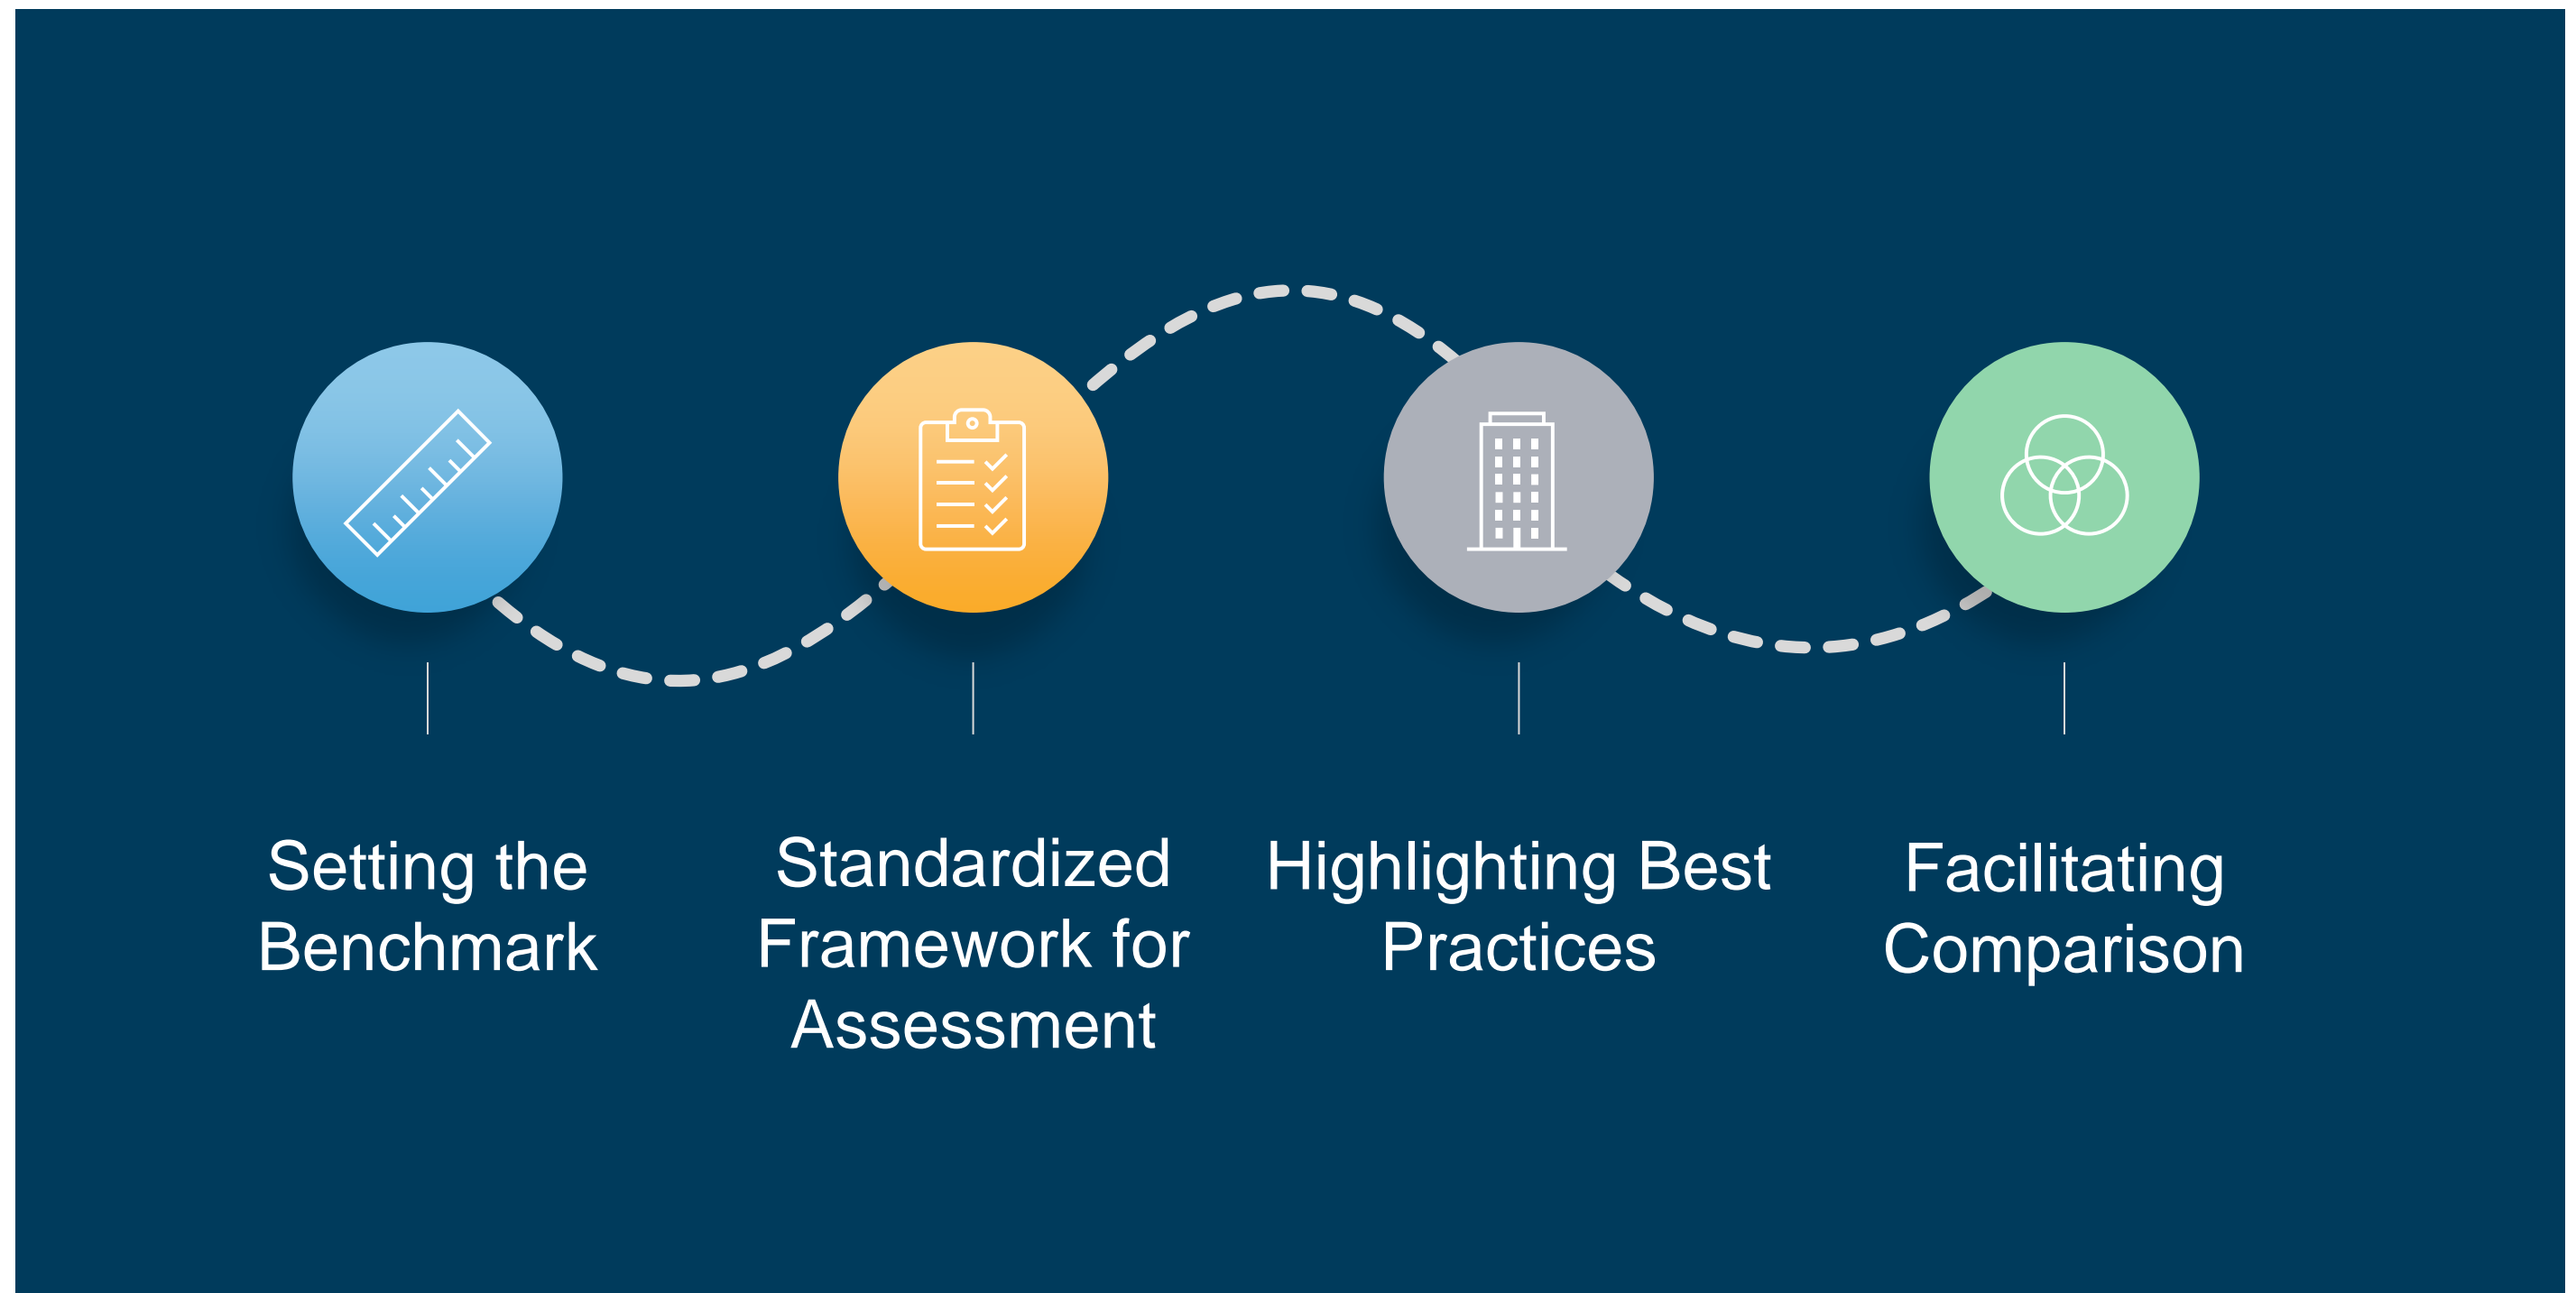 Setting the
Benchmark
Standardized
Framework for
Assessment
Highlighting Best
Practices
Facilitating
Comparison